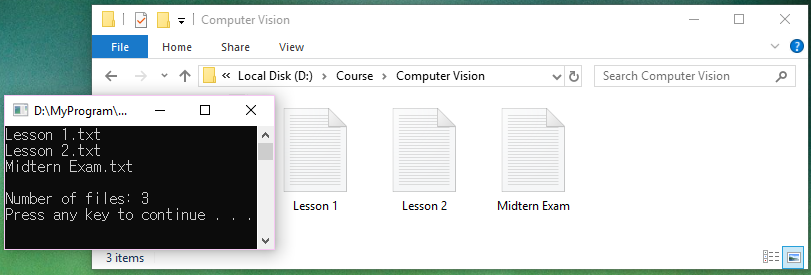 Computer Vision
File Home Share View
« Local Disk (D:) Course Computer Vision
Search Computer Vision
D:\MyProgram\...
Lesson 1.txt
Lesson 2.txt
Midtern Exam.txt
Number of files: 3
Press any key to continue . . .
Lesson 1 Lesson 2 Midtern Exam
3 items